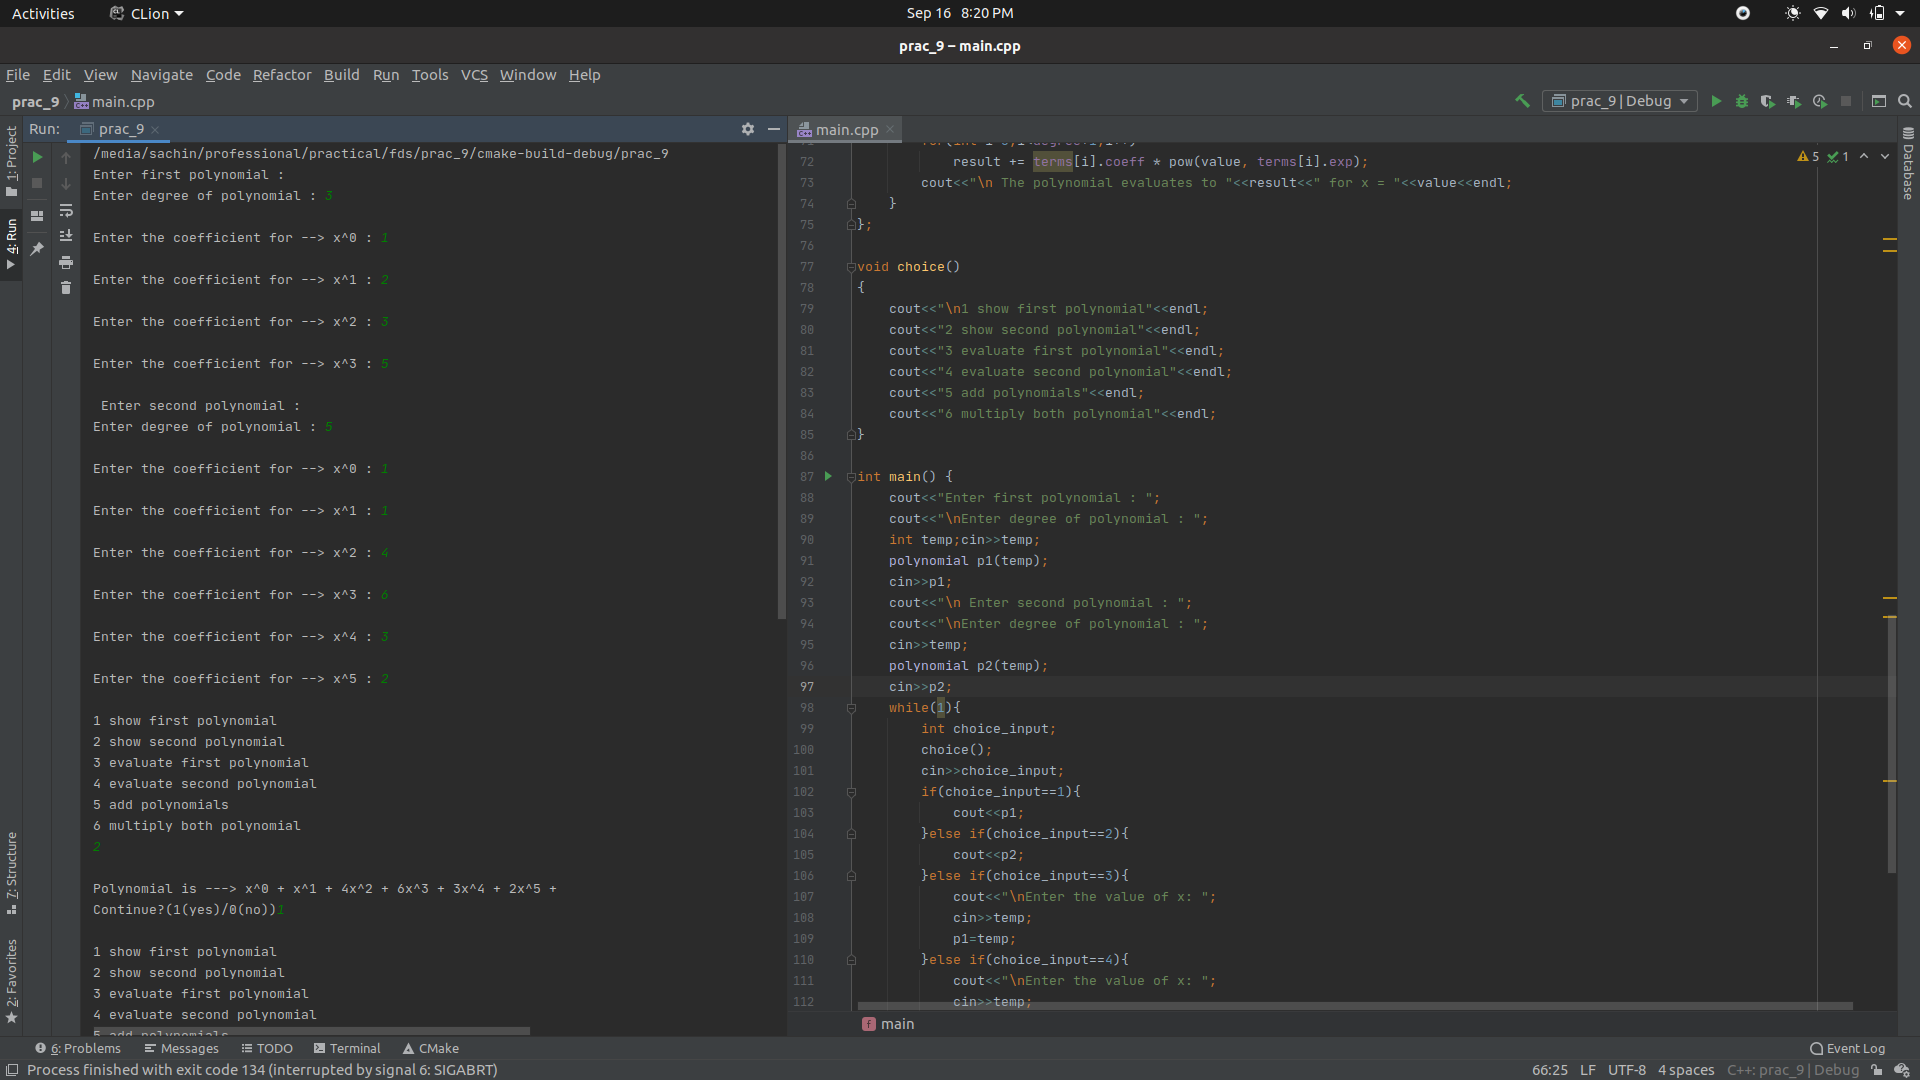 Activities CLion Sep 16 8:20 PM
prac_9 – main.cpp
File Edit View Navigate Code Refactor Build Run Tools VCS Window Help
prac_9 main.cpp prac_9 | Debug
Run: prac_9
main.cpp
1: Project
4: Run
7: Structure
2: Favorites
/media/sachin/professional/practical/fds/prac_9/cmake-build-debug/prac_9
Enter first polynomial :
Enter degree of polynomial : 3
Enter the coefficient for --> x^0 : 1
Enter the coefficient for --> x^1 : 2
Enter the coefficient for --> x^2 : 3
Enter the coefficient for --> x^3 : 5
Enter second polynomial :
Enter degree of polynomial : 5
Enter the coefficient for --> x^0 : 1
Enter the coefficient for --> x^1 : 1
Enter the coefficient for --> x^2 : 4
Enter the coefficient for --> x^3 : 6
Enter the coefficient for --> x^4 : 3
Enter the coefficient for --> x^5 : 2
1 show first polynomial
2 show second polynomial
3 evaluate first polynomial
4 evaluate second polynomial
5 add polynomials
6 multiply both polynomial
2
Polynomial is ---> x^0 + x^1 + 4x^2 + 6x^3 + 3x^4 + 2x^5 +
Continue?(1(yes)/0(no))1
1 show first polynomial
2 show second polynomial
3 evaluate first polynomial
4 evaluate second polynomial
5 add polynomials
72 result += terms[i].coeff * pow(value, terms[i].exp);
73 cout<<"\n The polynomial evaluates to "<<result<<" for x = "<<value<<endl;
74 }
75 };
76
77 void choice()
78 {
79 cout<<"\n1 show first polynomial"<<endl;
80 cout<<"2 show second polynomial"<<endl;
81 cout<<"3 evaluate first polynomial"<<endl;
82 cout<<"4 evaluate second polynomial"<<endl;
83 cout<<"5 add polynomials"<<endl;
84 cout<<"6 multiply both polynomial"<<endl;
85 }
86
87 int main() {
88 cout<<"Enter first polynomial : ";
89 cout<<"\nEnter degree of polynomial : ";
90 int temp;cin>>temp;
91 polynomial p1(temp);
92 cin>>p1;
93 cout<<"\n Enter second polynomial : ";
94 cout<<"\nEnter degree of polynomial : ";
95 cin>>temp;
96 polynomial p2(temp);
97 cin>>p2;
98 while(1){
99 int choice_input;
100 choice();
101 cin>>choice_input;
102 if(choice_input==1){
103 cout<<p1;
104 }else if(choice_input==2){
105 cout<<p2;
106 }else if(choice_input==3){
107 cout<<"\nEnter the value of x: ";
108 cin>>temp;
109 p1=temp;
110 }else if(choice_input==4){
111 cout<<"\nEnter the value of x: ";
112 cin>>temp;
5 1
Database
f main
6: Problems Messages TODO Terminal CMake Event Log
Process finished with exit code 134 (interrupted by signal 6: SIGABRT) 66:25 LF UTF-8 4 spaces C++: prac_9 | Debug